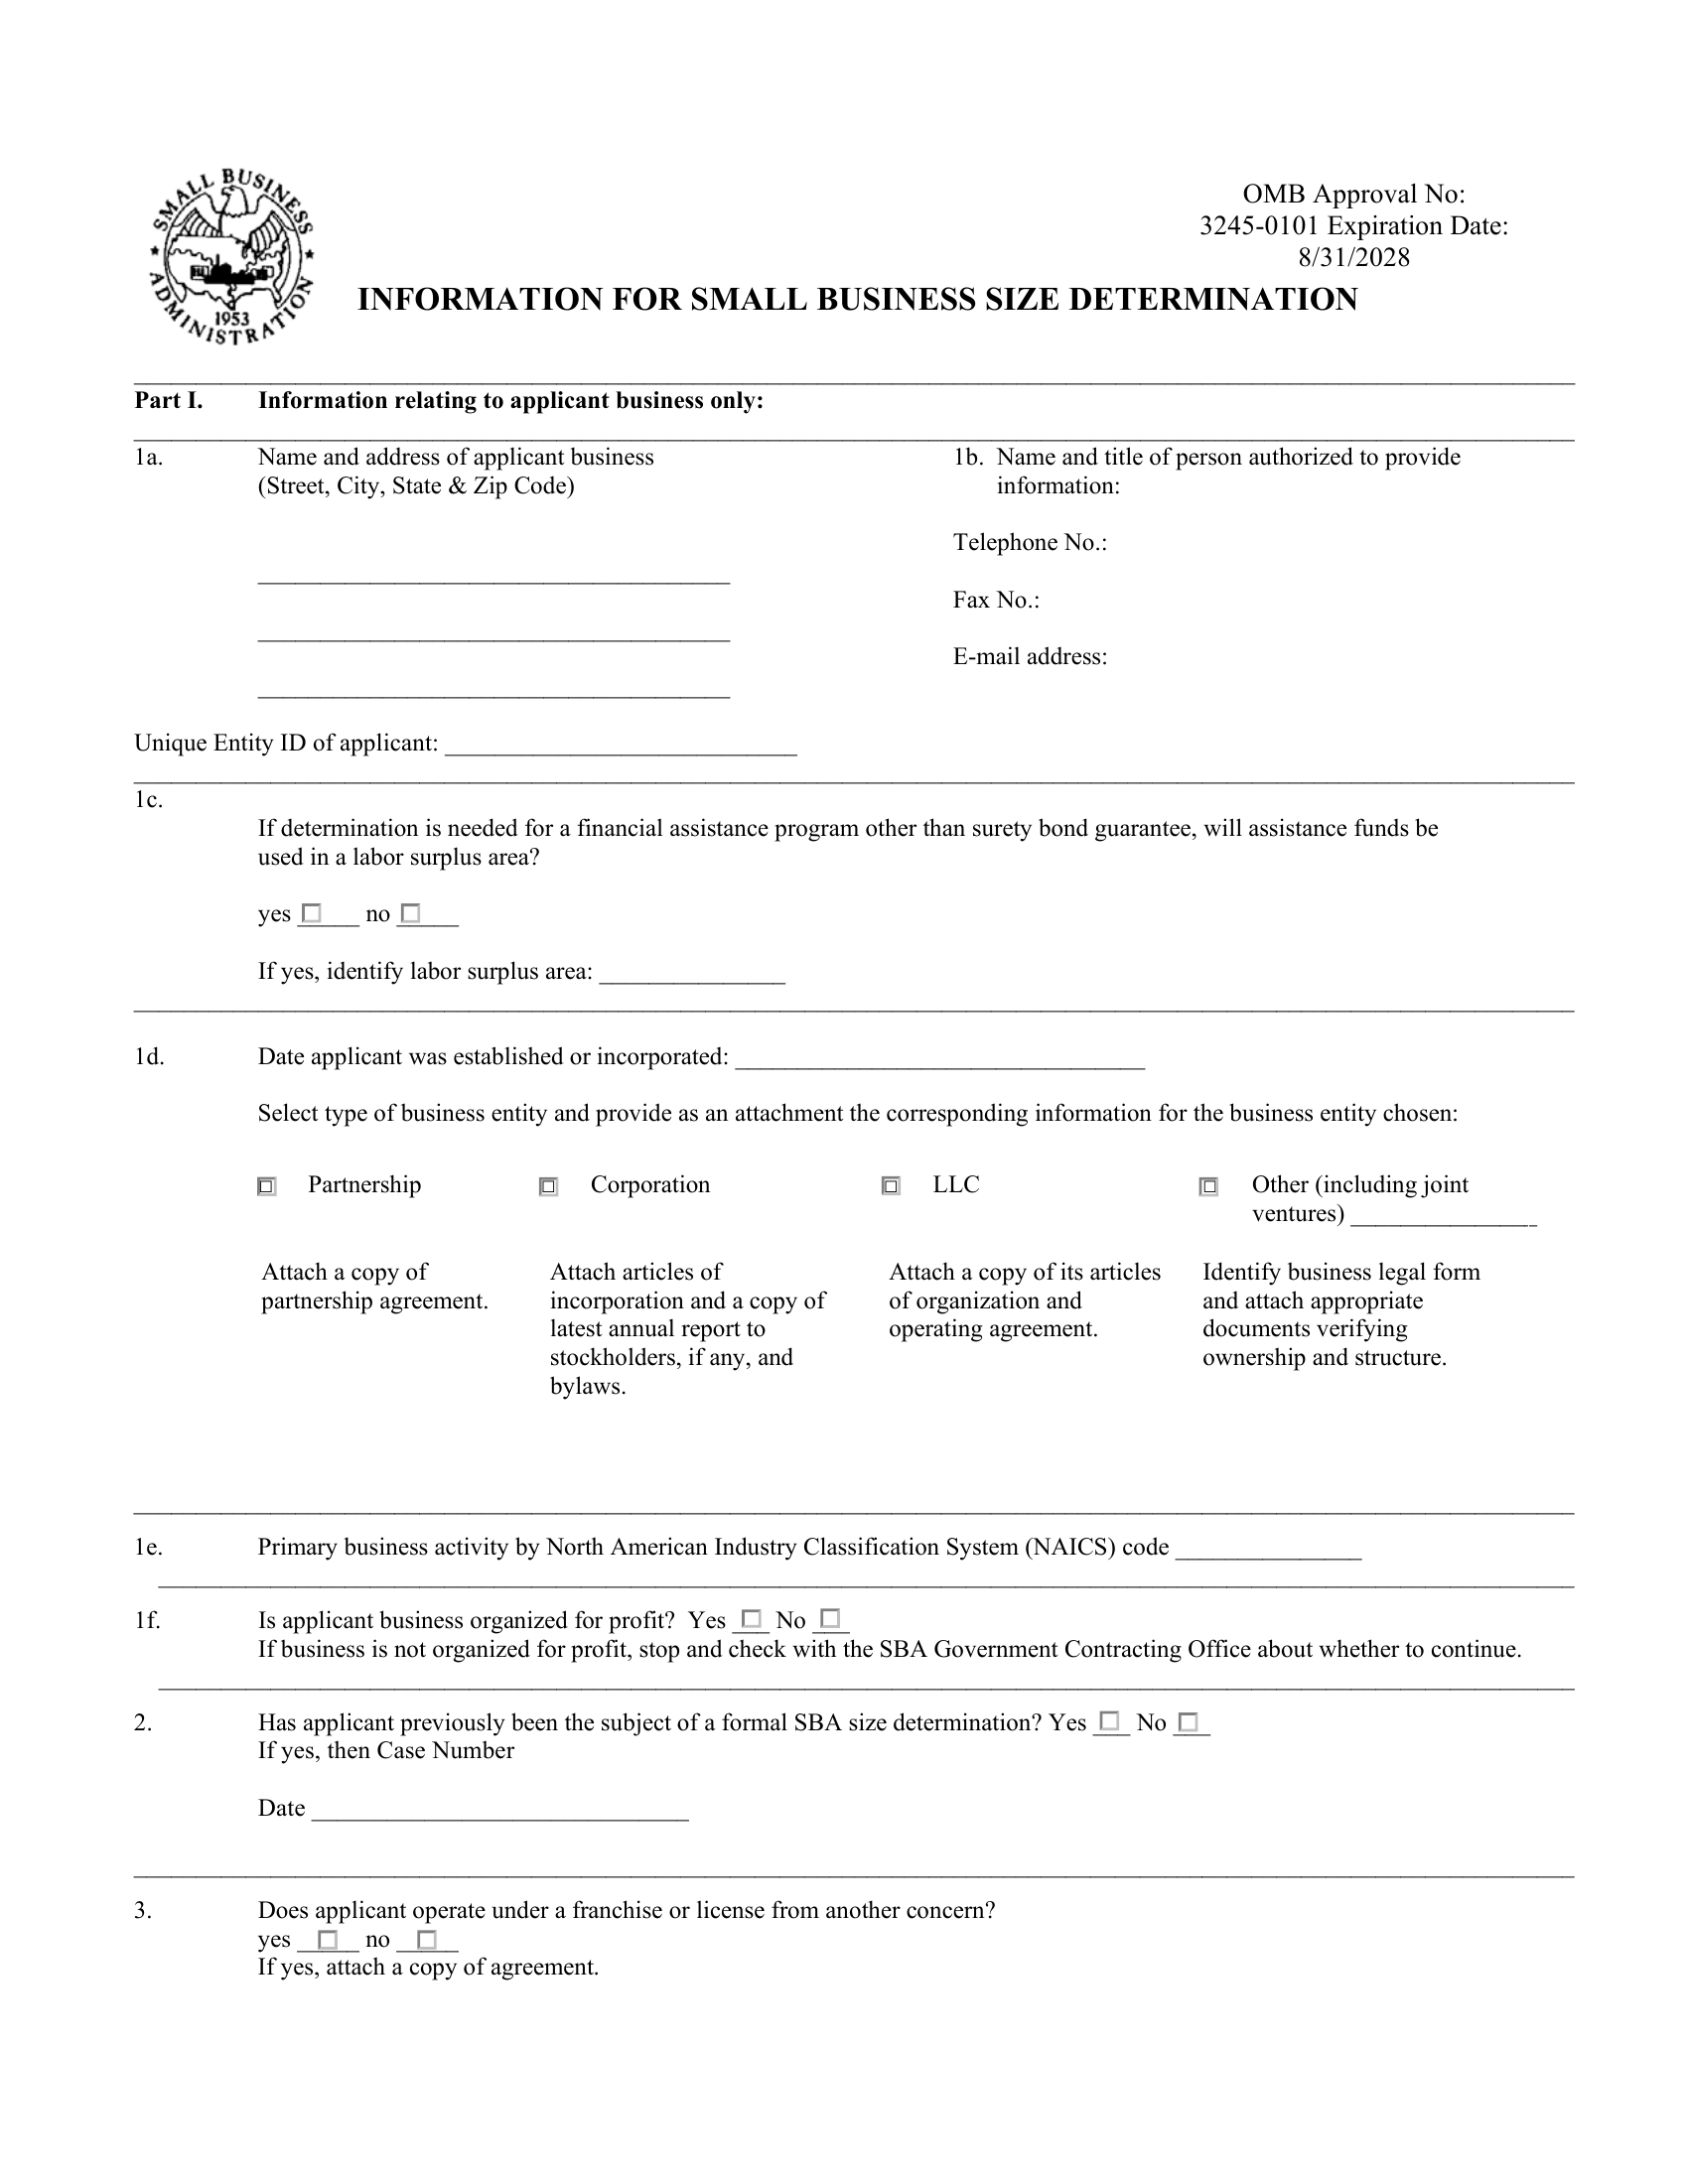 SMALL BUSINESS
ADMINISTRATION
1953
OMB Approval No:
3245-0101 Expiration Date:
8/31/2028
INFORMATION FOR SMALL BUSINESS SIZE DETERMINATION
Part I. Information relating to applicant business only:
1a. Name and address of applicant business
(Street, City, State & Zip Code)
1b. Name and title of person authorized to provide
information:
Telephone No.:
Fax No.:
E-mail address:
Unique Entity ID of applicant: 
1c.
If determination is needed for a financial assistance program other than surety bond guarantee, will assistance funds be
used in a labor surplus area?
yes no
If yes, identify labor surplus area:
1d. Date applicant was established or incorporated:
Select type of business entity and provide as an attachment the corresponding information for the business entity chosen:
Partnership
Attach a copy of
partnership agreement.
Corporation
Attach articles of
incorporation and a copy of
latest annual report to
stockholders, if any, and
bylaws.
LLC
Attach a copy of its articles
of organization and
operating agreement.
Other (including joint
ventures)
Identify business legal form
and attach appropriate
documents verifying
ownership and structure.
1e. Primary business activity by North American Industry Classification System (NAICS) code
1f. Is applicant business organized for profit? Yes No
If business is not organized for profit, stop and check with the SBA Government Contracting Office about whether to continue.
2. Has applicant previously been the subject of a formal SBA size determination? Yes No
If yes, then Case Number
Date
3. Does applicant operate under a franchise or license from another concern?
yes no
If yes, attach a copy of agreement.